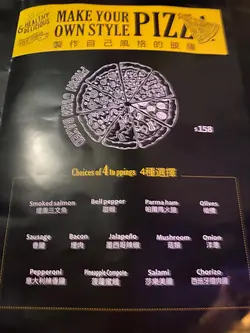 & HEALTHY
DELICIOUS
MAKE YOUR
OWN STYLE
PIZZ
製作自己風格的披薩
$158
Choices of 4 toppings 4種選擇
Smoked salmon
煙熏三文魚
Bell pepper
甜椒
Parma ham
帕爾瑪火腿
Olives
橄欖
Sausage
香腸
Bacon
煙肉
Jalapeño
墨西哥辣椒
Mushroom
蘑菇
Onion
洋蔥
Pepperoni
意大利辣香腸
Pineapple Compote
菠蘿蜜餞
Salami
莎樂美腸
Chorizo
西班牙辣肉腸